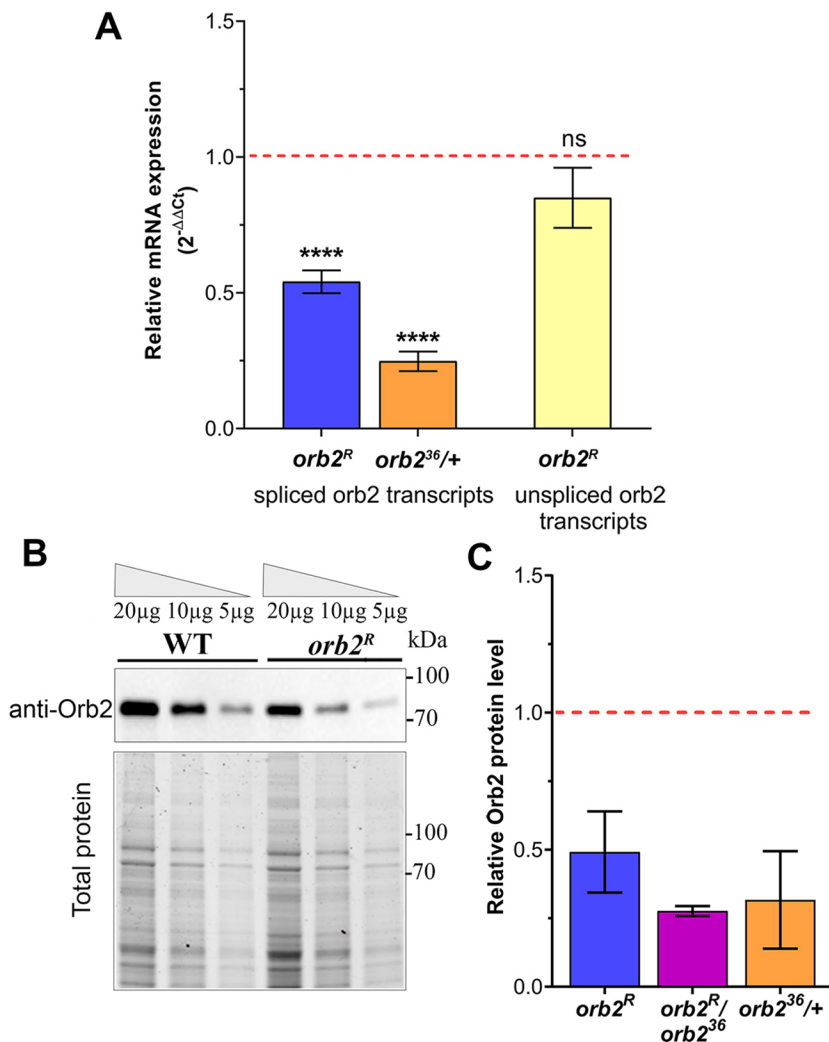 A
Relative mRNA expression
(2^-ΔΔCt)
1.5
1.0
0.5
0.0
ns
****
****
orb2^R
orb2^36/+
orb2^R
spliced orb2 transcripts
unspliced orb2
transcripts
B
20µg 10µg 5µg 20µg 10µg 5µg
WT orb2^R kDa
anti-Orb2
-100
-70
Total protein
-100
-70
C
Relative Orb2 protein level
1.5
1.0
0.5
0.0
orb2^R
orb2^R/
orb2^36
orb2^36/+